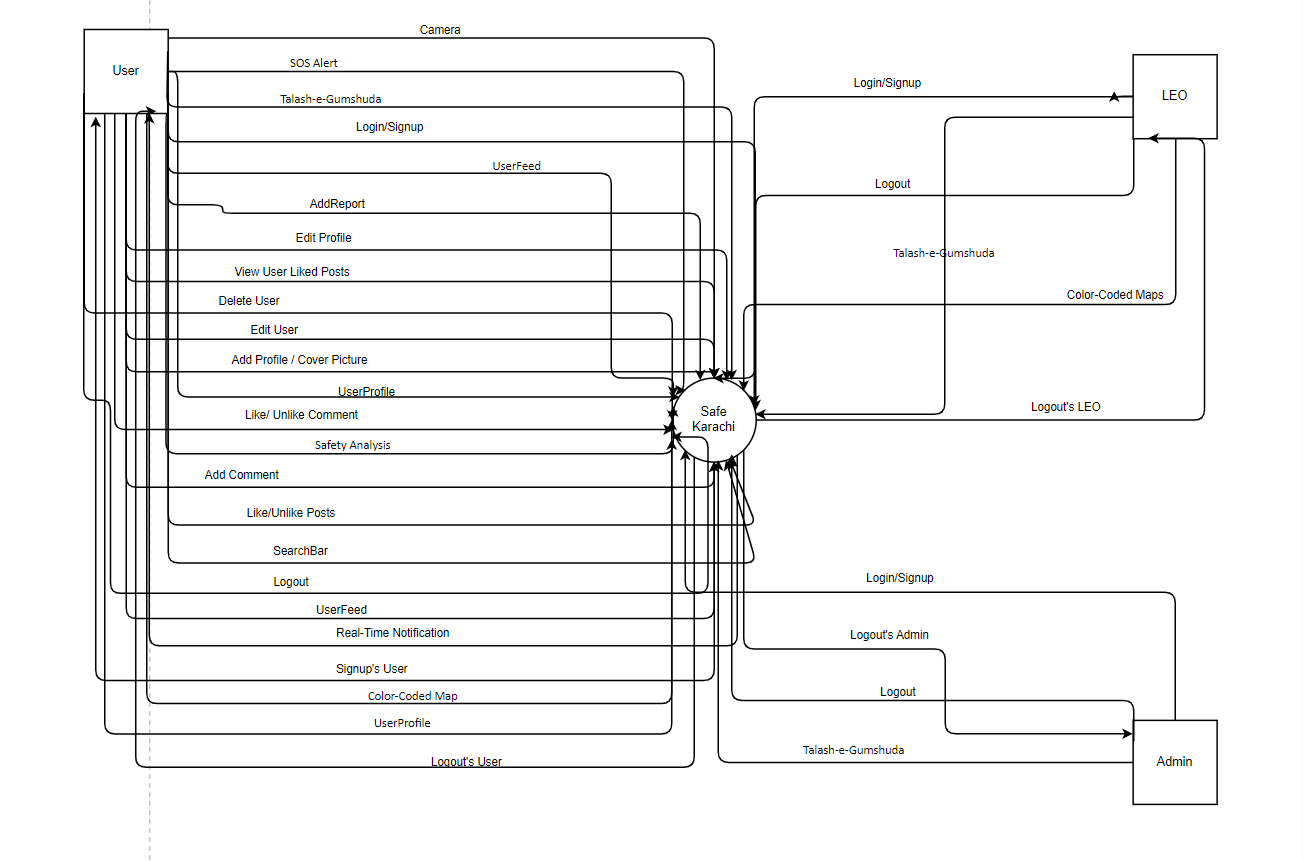 Camera
User
SOS Alert
Talash-e-Gumshuda
Login/Signup
UserFeed
AddReport
Edit Profile
View User Liked Posts
Delete User
Edit User
Add Profile / Cover Picture
UserProfile
Like/ Unlike Comment
Safety Analysis
Add Comment
Like/Unlike Posts
SearchBar
Logout
UserFeed
Real-Time Notification
Signup's User
Color-Coded Map
UserProfile
Logout's User
Safe
Karachi
Login/Signup
LEO
Logout
Talash-e-Gumshuda
Color-Coded Maps
Logout's LEO
Login/Signup
Logout's Admin
Logout
Talash-e-Gumshuda
Admin